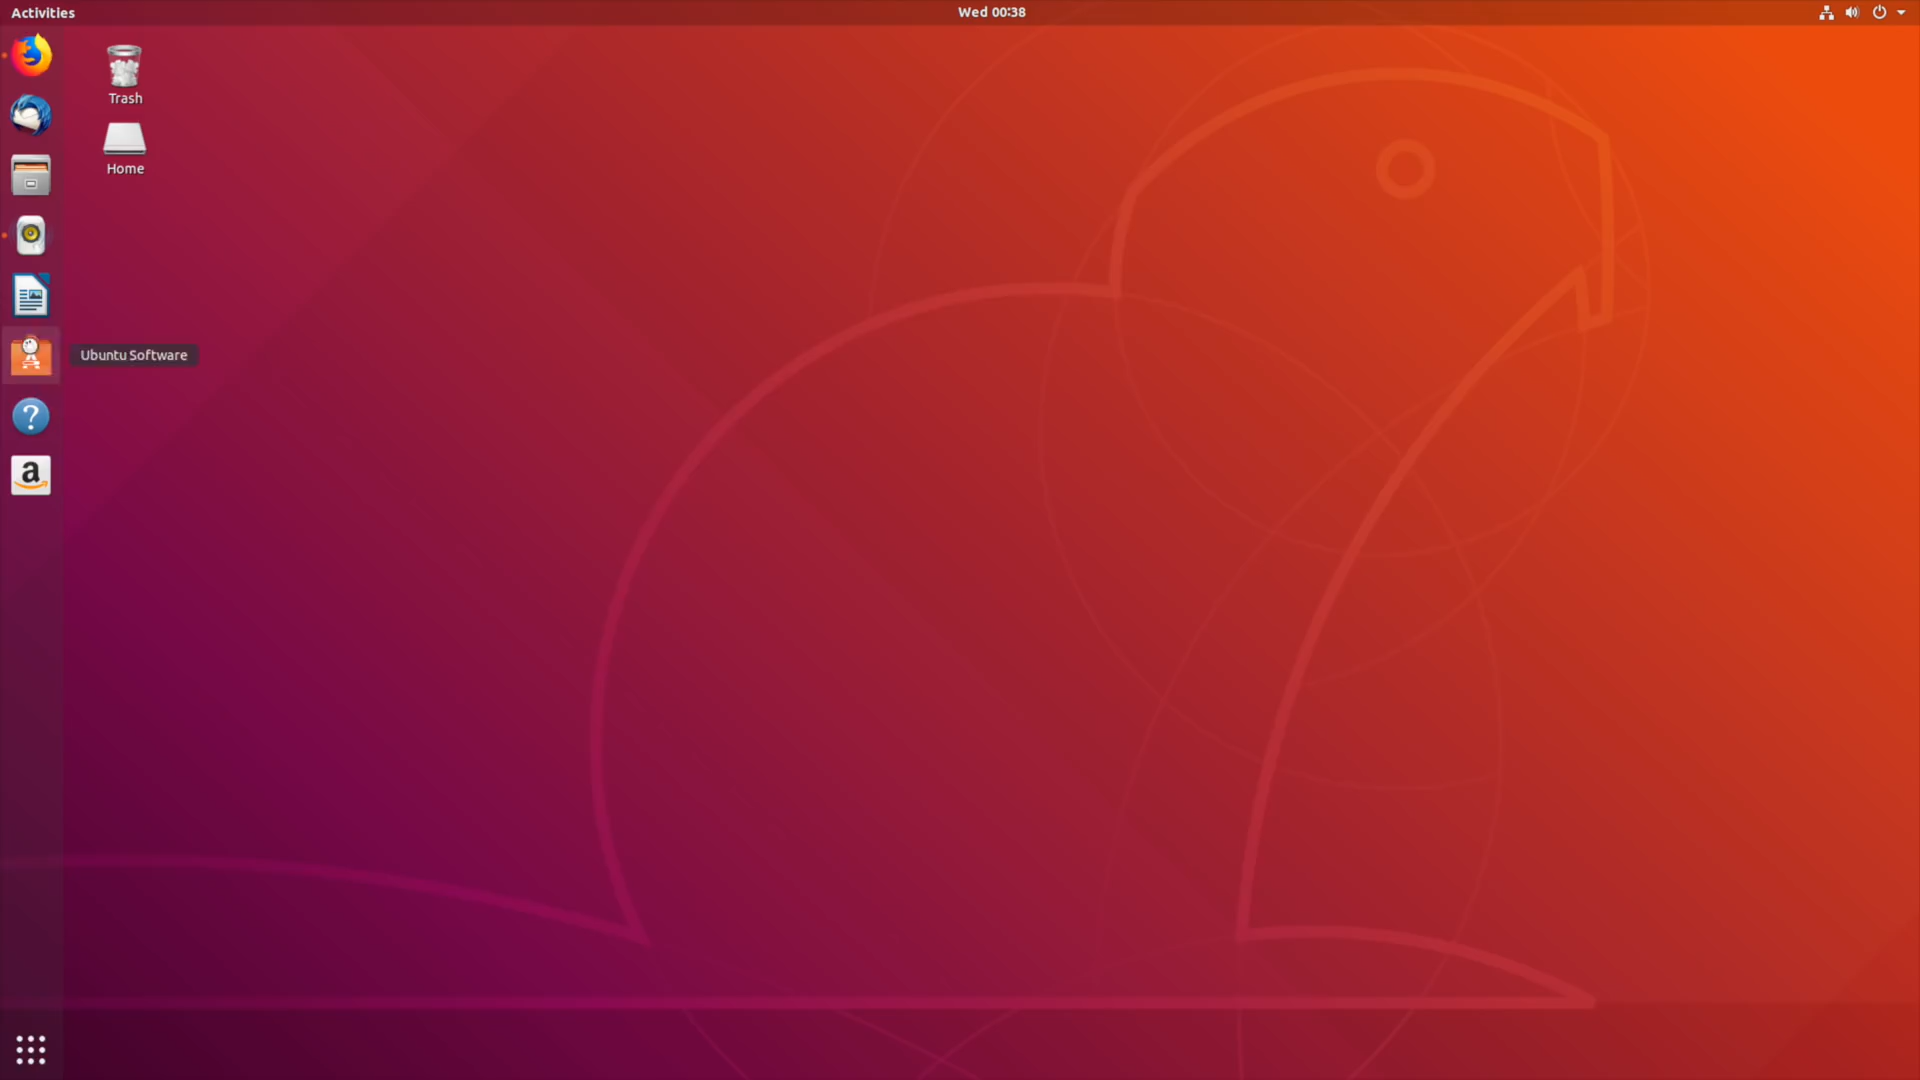 Activities
Wed 00:38
Trash
Home
Ubuntu Software
?
a